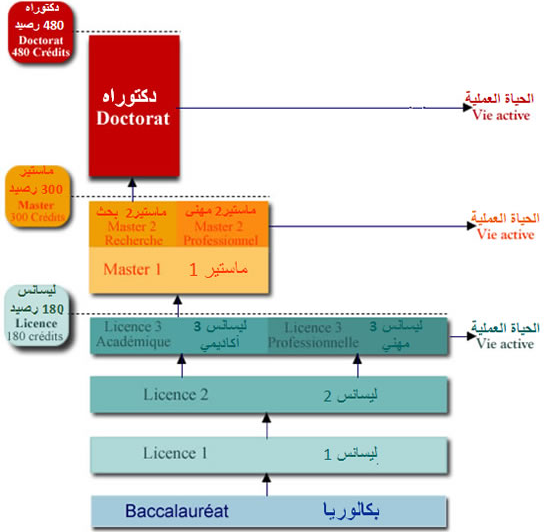 دكتوراه
480 رصيد
Doctorat
480 Crédits
دكتوراه
Doctorat
الحياة العملية
Vie active
ماستير
300 رصيد
Master
300 Crédits
ماستير2 بحث
Master 2
Recherche
ماستير2 مهني
Master 2
Professionnel
Master 1 ماستير 1
الحياة العملية
Vie active
ليسانس
180 رصيد
Licence
180 crédits
Licence 3
Académique
ليسانس 3
أكاديمي
Licence 3
Professionnelle
ليسانس 3
مهني
الحياة العملية
Vie active
Licence 2 ليسانس 2
Licence 1 ليسانس 1
Baccalauréat بكالوريا